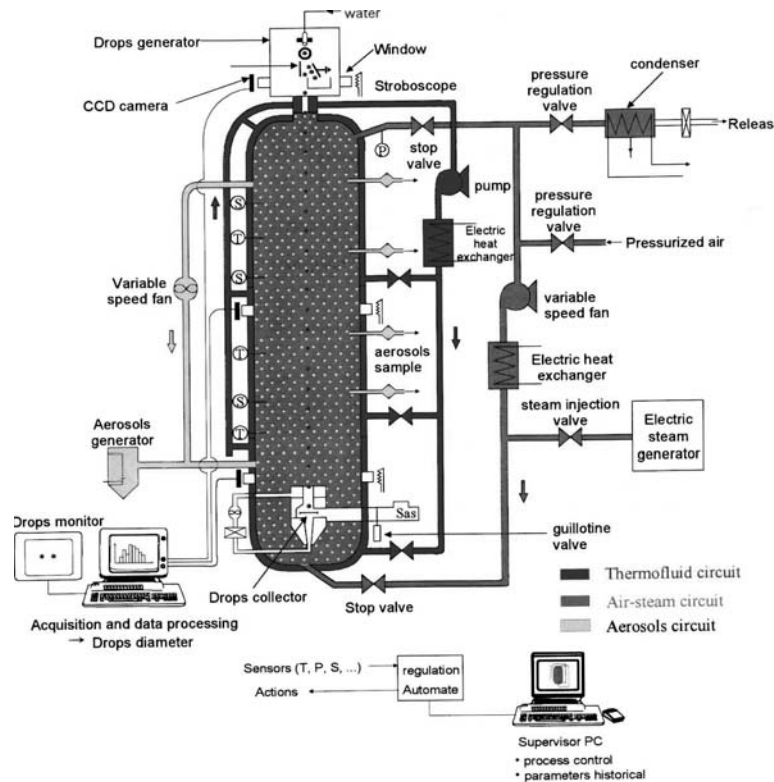 water
Drops generator
Window
CCD camera
Stroboscope
pressure
regulation
valve
condenser
Releas
stop
valve
P
pump
pressure
regulation
valve
Pressurized air
Electric
heat
exchanger
S
T
S
Variable
speed fan
variable
speed fan
aerosols
sample
T
Electric heat
exchanger
S
T
steam injection
valve
Electric
steam
generator
Aerosols
generator
Sas
Drops monitor
guillotine
valve
Drops collector
Stop valve
Thermofluid circuit
Air-steam circuit
Aerosols circuit
Acquisition and data processing
→ Drops diameter
Sensors (T, P, S, ...)
Actions
regulation
Automate
Supervisor PC
• process control
• parameters historical